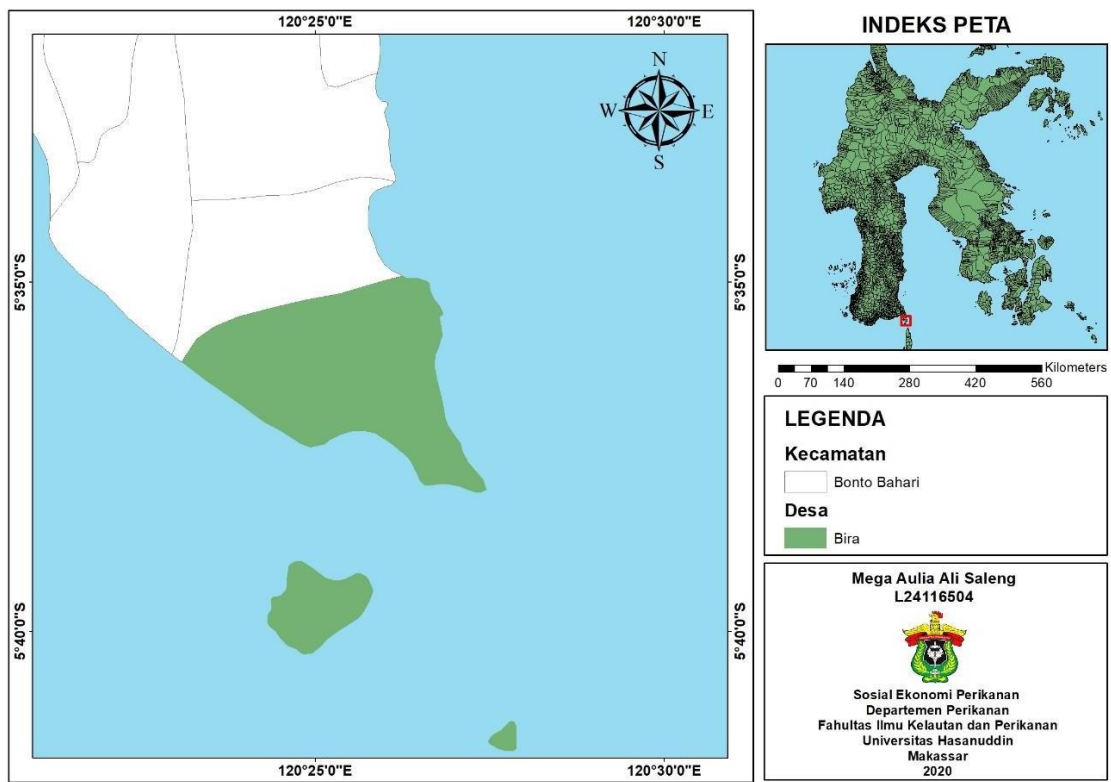 120°25'0"E
120°30'0"E
5°35'0"S
5°40'0"S
N
W
E
S
5°35'0"S
5°40'0"S
120°25'0"E
120°30'0"E
INDEKS PETA
Kilometers
0 70 140 280 420 560
LEGENDA
Kecamatan
Bonto Bahari
Desa
Bira
Mega Aulia Ali Saleng
L24116504
Sosial Ekonomi Perikanan
Departemen Perikanan
Fahultas Ilmu Kelautan dan Perikanan
Universitas Hasanuddin
Makassar
2020